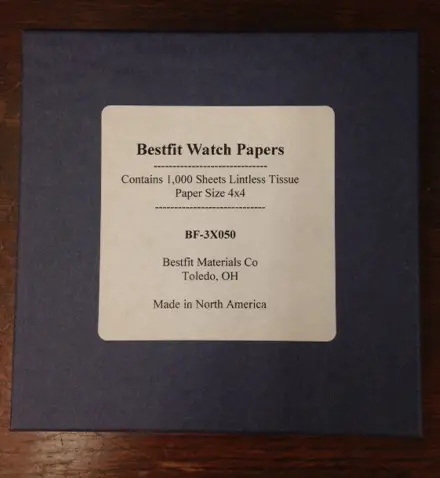 Bestfit Watch Papers
------------------------------
Contains 1,000 Sheets Lintless Tissue
Paper Size 4x4
-----------------------------
BF-3X050
Bestfit Materials Co
Toledo, OH
Made in North America